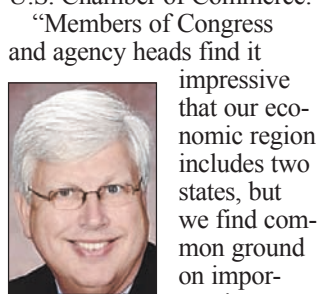 U.S. Chamber of Commerce.
“Members of Congress
and agency heads find it
impressive
that our eco-
nomic region
includes two
states, but
we find com-
mon ground
on impor-